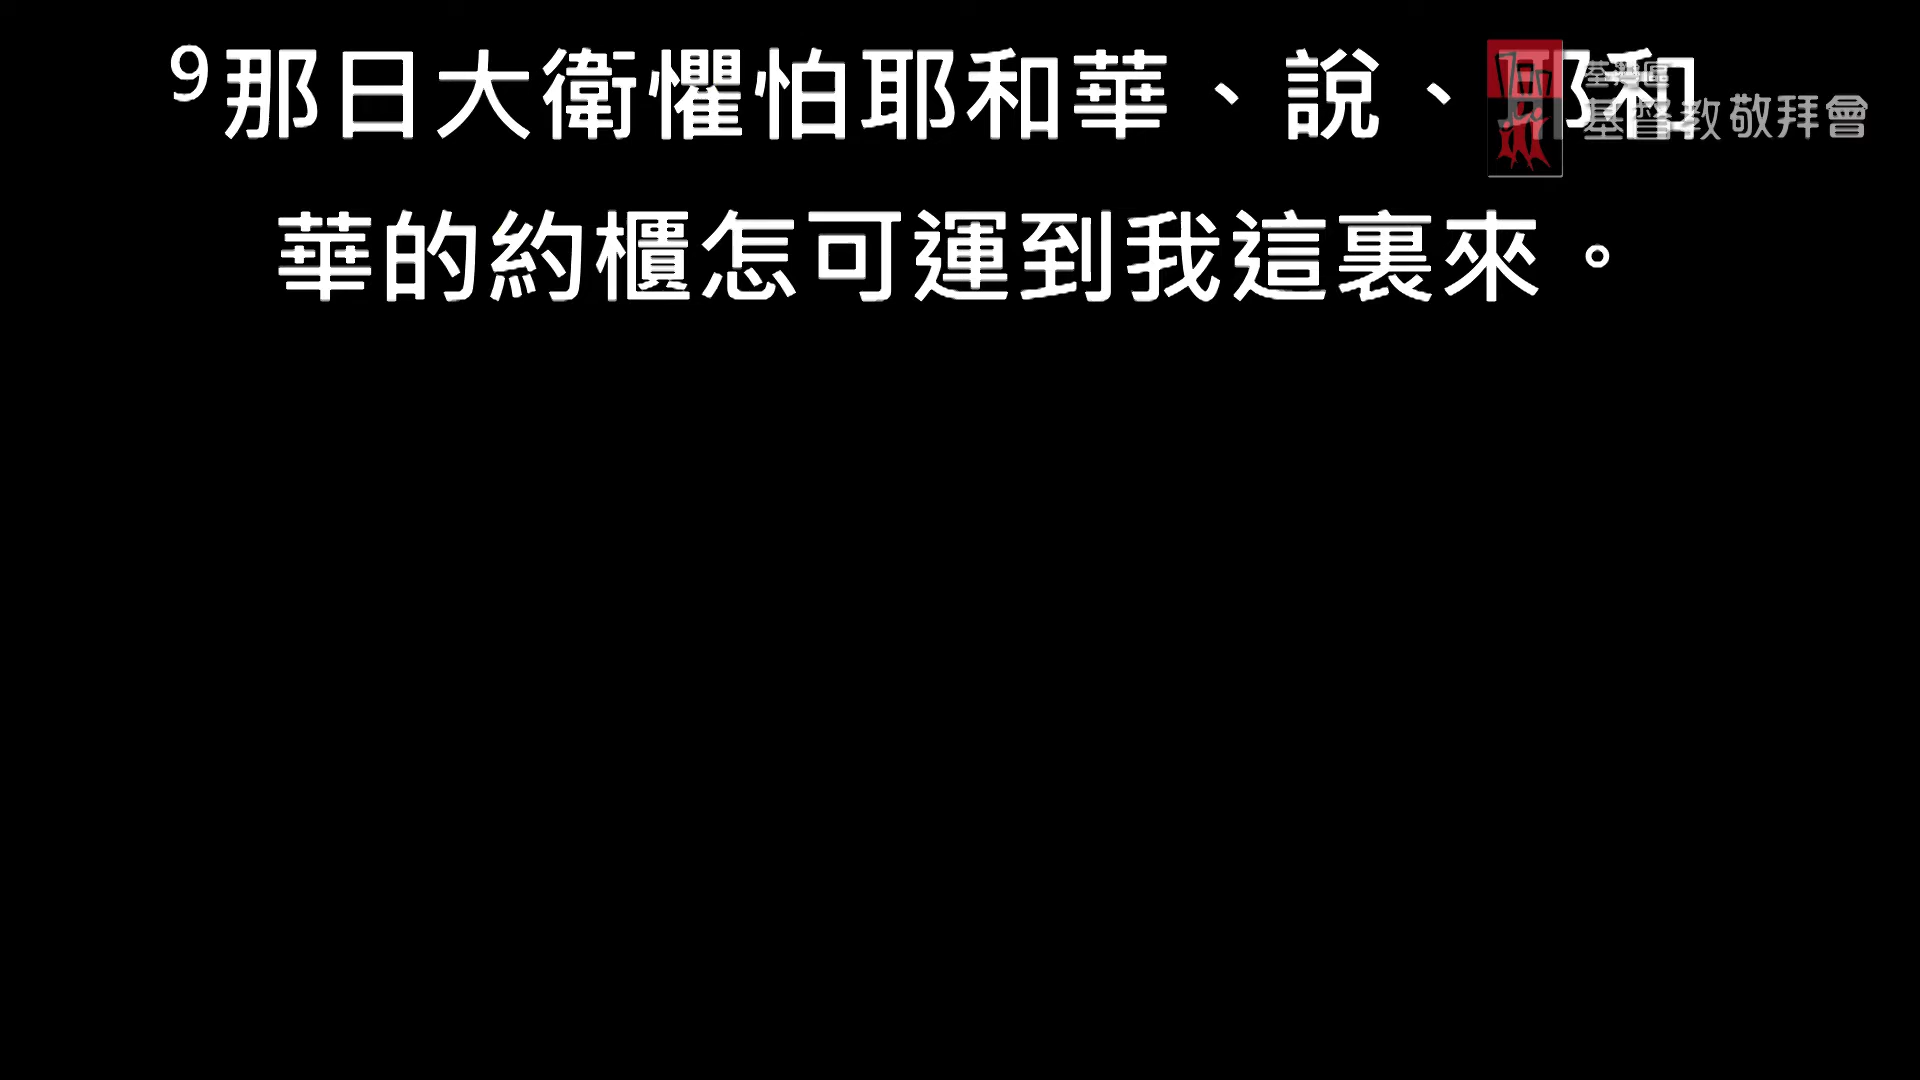 9那日大衛懼怕耶和華、說、耶和
華的約櫃怎可運到我這裏來。
基督教敬拜會